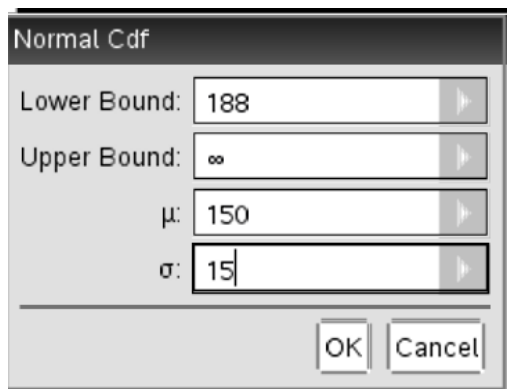 Normal Cdf
Lower Bound: 188
Upper Bound: ∞
μ: 150
σ: 15
OK Cancel